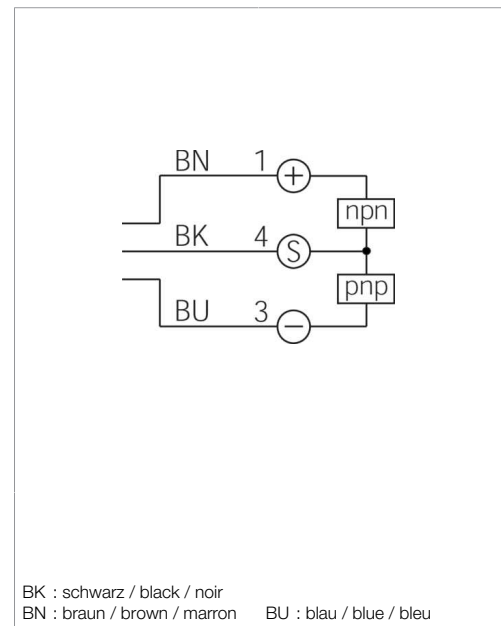 BN 1 +
npn
BK 4 S
pnp
BU 3 −
BK : schwarz / black / noir
BN : braun / brown / marron BU : blau / blue / bleu